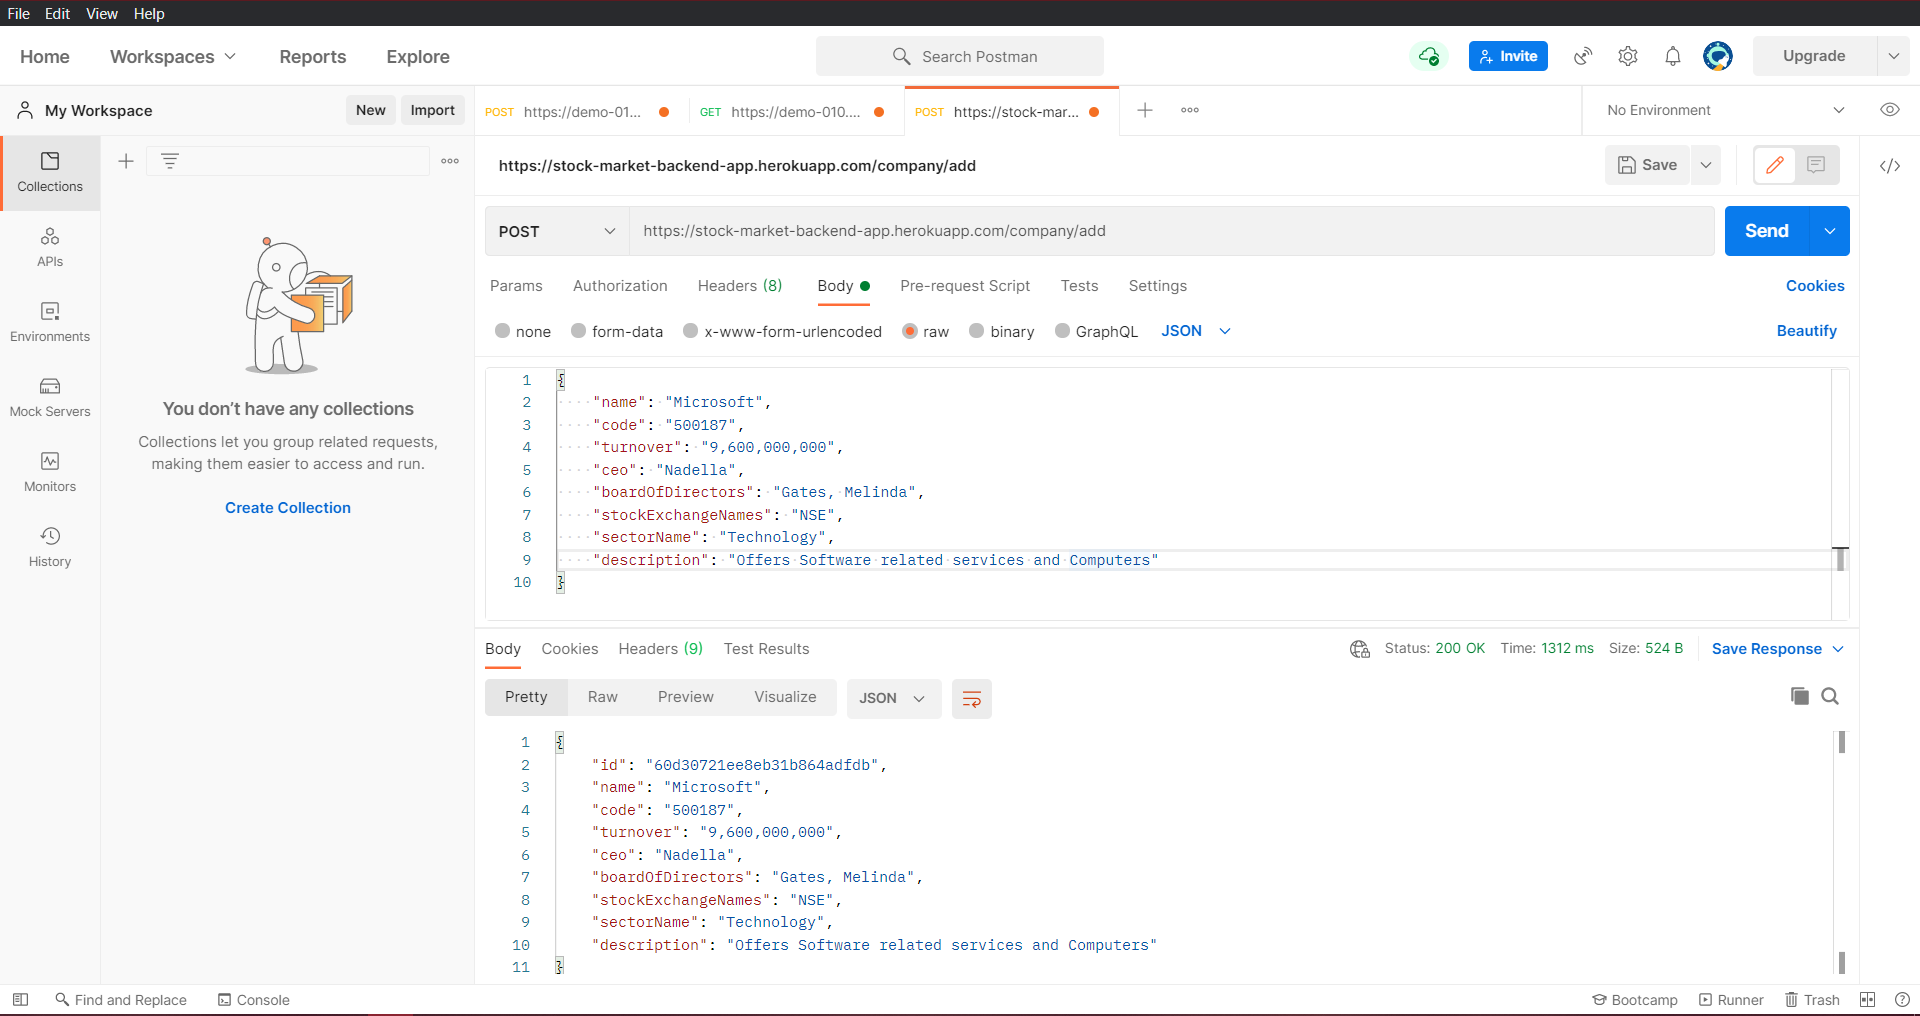 File Edit View Help
Home Workspaces Reports Explore Search Postman Invite Upgrade
My Workspace New Import POST https://demo-01... GET https://demo-010.... POST https://stock-mar... No Environment
Collections
APIs
Environments
Mock Servers
Monitors
History
You don’t have any collections
Collections let you group related requests,
making them easier to access and run.
Create Collection
https://stock-market-backend-app.herokuapp.com/company/add Save
POST https://stock-market-backend-app.herokuapp.com/company/add Send
Params Authorization Headers (8) Body Pre-request Script Tests Settings Cookies
none form-data x-www-form-urlencoded raw binary GraphQL JSON Beautify
1 {
2 "name": "Microsoft",
3 "code": "500187",
4 "turnover": "9,600,000,000",
5 "ceo": "Nadella",
6 "boardOfDirectors": "Gates, Melinda",
7 "stockExchangeNames": "NSE",
8 "sectorName": "Technology",
9 "description": "Offers Software related services and Computers"
10 }
Body Cookies Headers (9) Test Results Status: 200 OK Time: 1312 ms Size: 524 B Save Response
Pretty Raw Preview Visualize JSON
1 {
2 "id": "60d30721ee8eb31b864adfdb",
3 "name": "Microsoft",
4 "code": "500187",
5 "turnover": "9,600,000,000",
6 "ceo": "Nadella",
7 "boardOfDirectors": "Gates, Melinda",
8 "stockExchangeNames": "NSE",
9 "sectorName": "Technology",
10 "description": "Offers Software related services and Computers"
11 }
Find and Replace Console Bootcamp Runner Trash